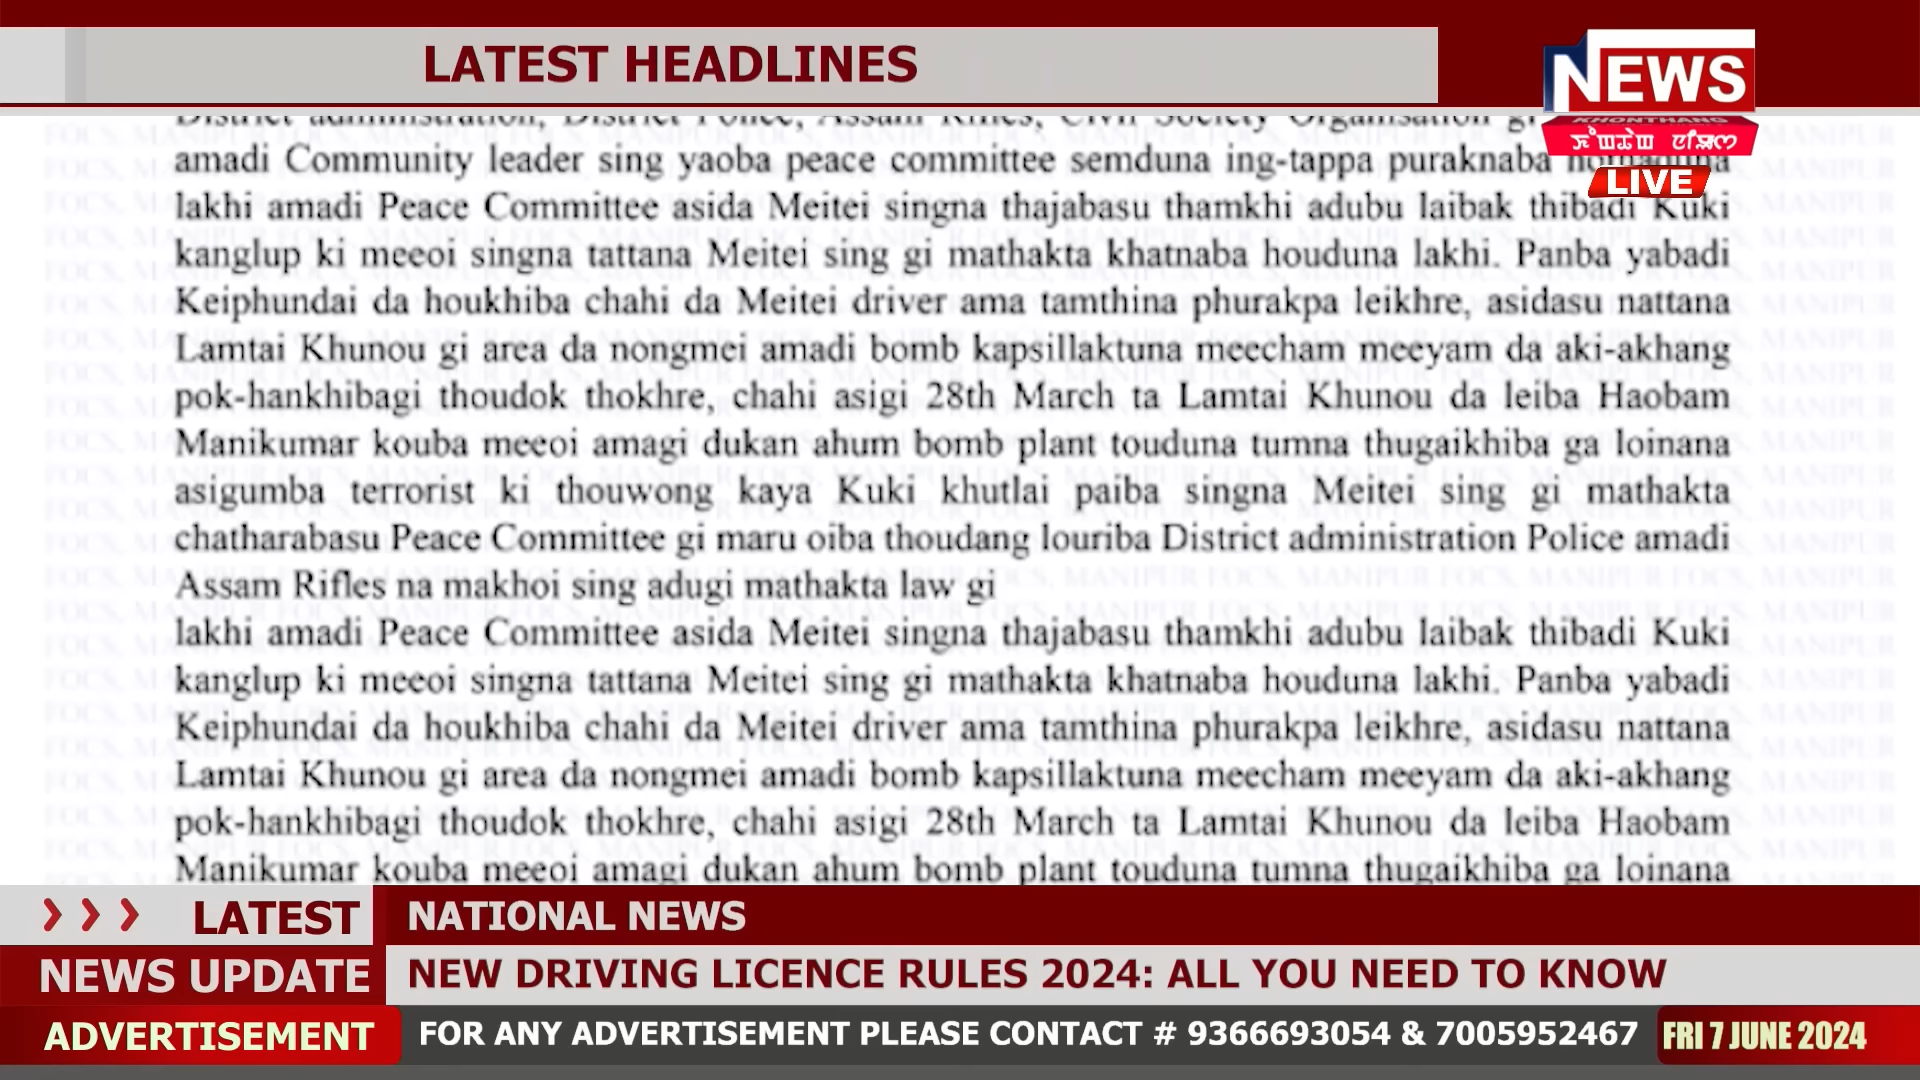 LATEST HEADLINES
NEWS
KHONTHANG
LIVE
District administration, District Police, Assam Rifles, Civil Society Organisation gi
amadi Community leader sing yaoba peace committee semduna ing-tappa puraknaba hotnaduna
lakhi amadi Peace Committee asida Meitei singna thajabasu thamkhi adubu laibak thibadi Kuki
kanglup ki meeoi singna tattana Meitei sing gi mathakta khatnaba houduna lakhi. Panba yabadi
Keiphundai da houkhiba chahi da Meitei driver ama tamthina phurakpa leikhre, asidasu nattana
Lamtai Khunou gi area da nongmei amadi bomb kapsillaktuna meecham meeyam da aki-akhang
pok-hankhibagi thoudok thokhre, chahi asigi 28th March ta Lamtai Khunou da leiba Haobam
Manikumar kouba meeoi amagi dukan ahum bomb plant touduna tumna thugaikhiba ga loinana
asigumba terrorist ki thouwong kaya Kuki khutlai paiba singna Meitei sing gi mathakta
chatharabasu Peace Committee gi maru oiba thoudang louriba District administration Police amadi
Assam Rifles na makhoi sing adugi mathakta law gi
lakhi amadi Peace Committee asida Meitei singna thajabasu thamkhi adubu laibak thibadi Kuki
kanglup ki meeoi singna tattana Meitei sing gi mathakta khatnaba houduna lakhi. Panba yabadi
Keiphundai da houkhiba chahi da Meitei driver ama tamthina phurakpa leikhre, asidasu nattana
Lamtai Khunou gi area da nongmei amadi bomb kapsillaktuna meecham meeyam da aki-akhang
pok-hankhibagi thoudok thokhre, chahi asigi 28th March ta Lamtai Khunou da leiba Haobam
Manikumar kouba meeoi amagi dukan ahum bomb plant touduna tumna thugaikhiba ga loinana
LATEST
NATIONAL NEWS
NEWS UPDATE
NEW DRIVING LICENCE RULES 2024: ALL YOU NEED TO KNOW
ADVERTISEMENT
FOR ANY ADVERTISEMENT PLEASE CONTACT # 9366693054 & 7005952467
FRI 7 JUNE 2024